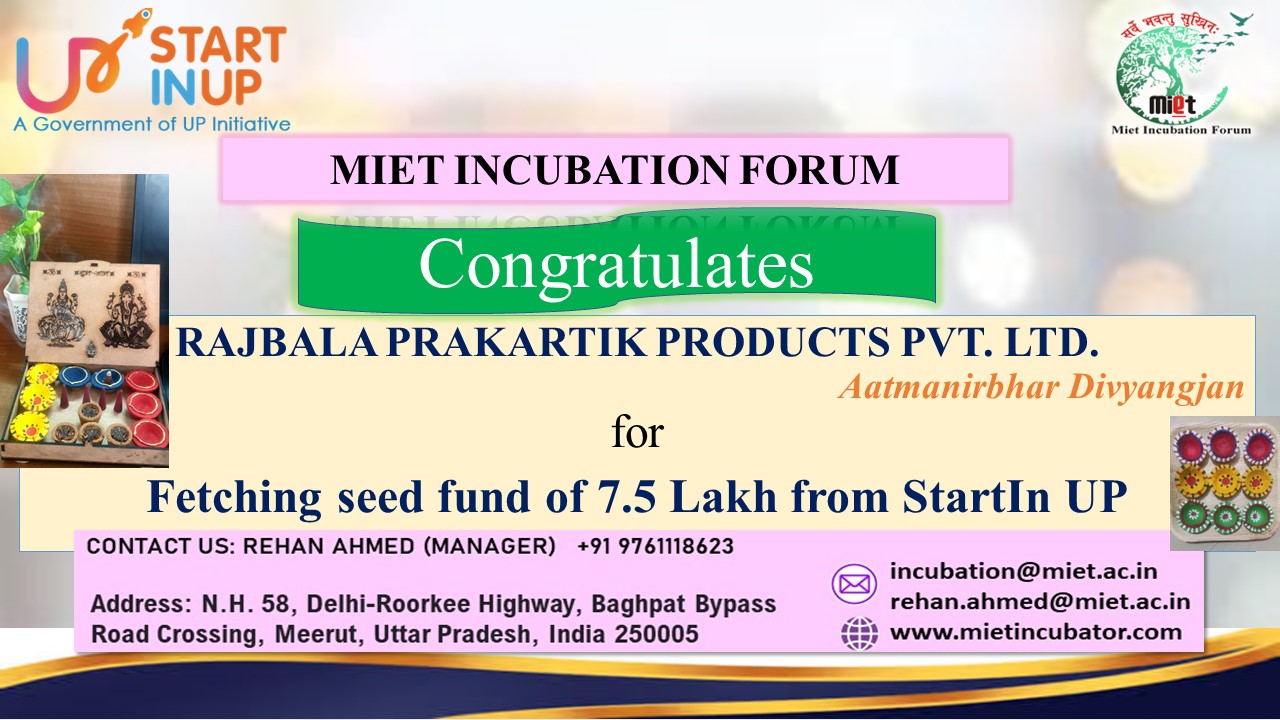 START
IN UP
A Government of UP Initiative
सर्वे भवन्तु सुखिनः
miet
Miet Incubation Forum
MIET INCUBATION FORUM
Congratulates
RAJBALA PRAKARTIK PRODUCTS PVT. LTD.
Aatmanirbhar Divyangjan
for
Fetching seed fund of 7.5 Lakh from StartIn UP
CONTACT US: REHAN AHMED (MANAGER) +91 9761118623
Address: N.H. 58, Delhi-Roorkee Highway, Baghpat Bypass
Road Crossing, Meerut, Uttar Pradesh, India 250005
incubation@miet.ac.in
rehan.ahmed@miet.ac.in
www.mietincubator.com